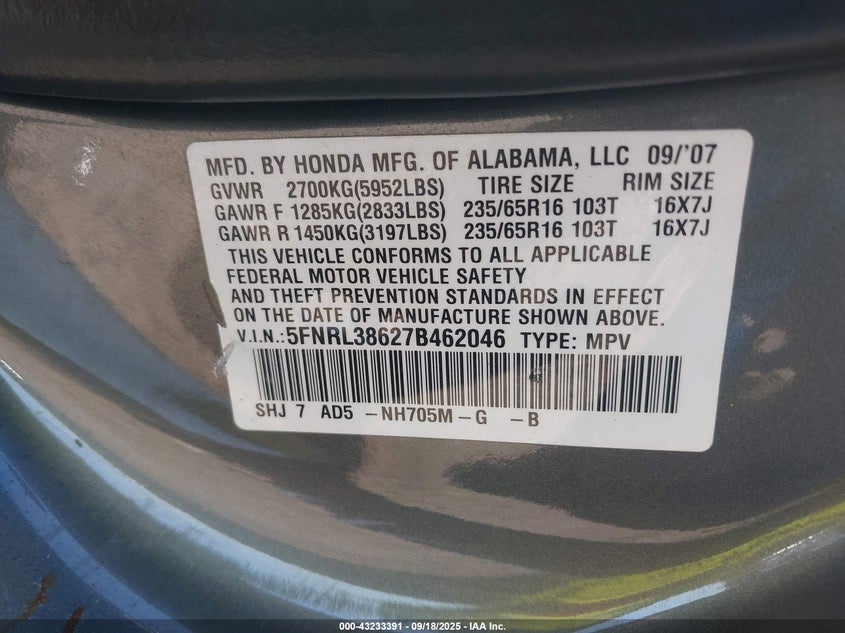 MFD. BY HONDA MFG. OF ALABAMA, LLC 09/'07
GVWR 2700KG(5952LBS) TIRE SIZE RIM SIZE
GAWR F 1285KG(2833LBS) 235/65R16 103T 16X7J
GAWR R 1450KG(3197LBS) 235/65R16 103T 16X7J
THIS VEHICLE CONFORMS TO ALL APPLICABLE
FEDERAL MOTOR VEHICLE SAFETY
AND THEFT PREVENTION STANDARDS IN EFFECT
ON THE DATE OF MANUFACTURE SHOWN ABOVE.
V.I.N.:5FNRL38627B462046 TYPE: MPV
SHJ 7 AD5 -NH705M-G -B
000-43233391 - 09/18/2025 - IAA Inc.